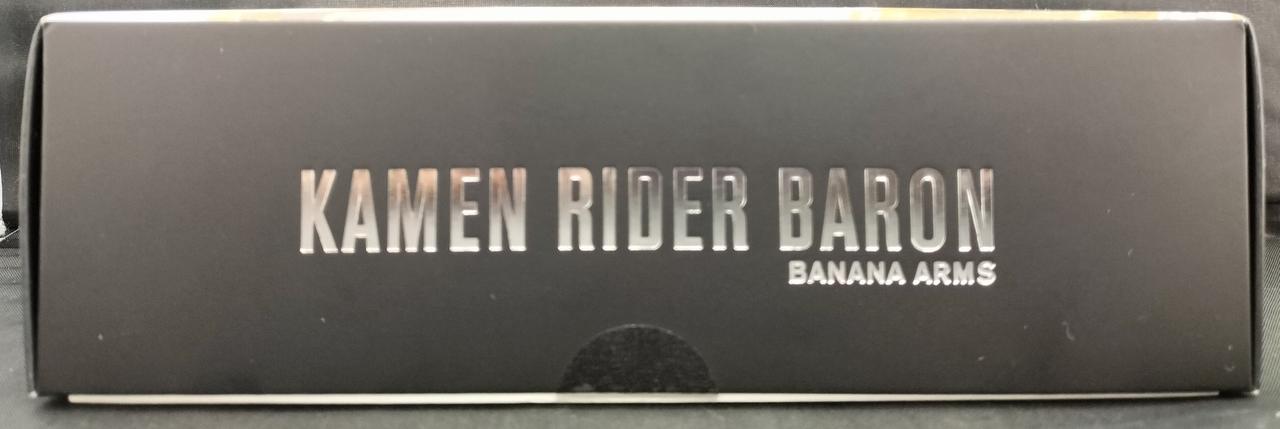 KAMEN RIDER BARON
BANANA ARMS